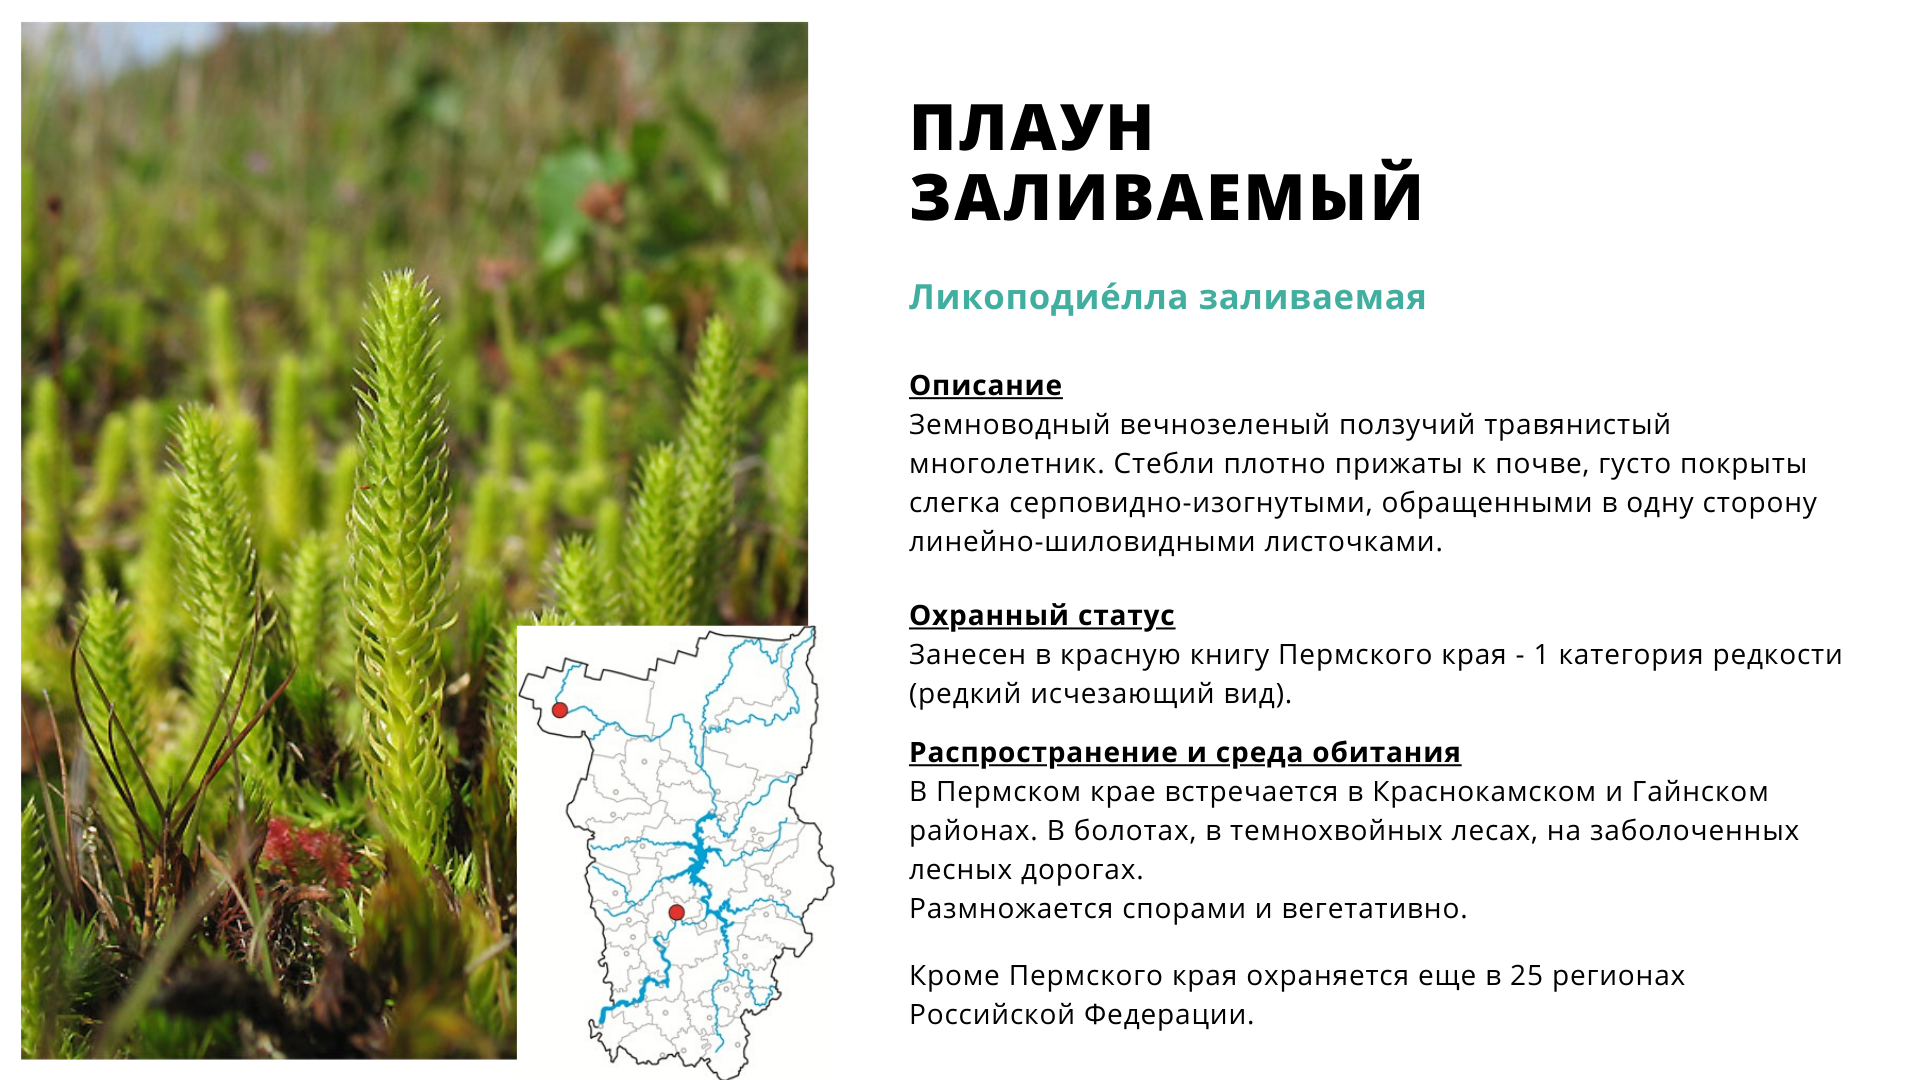 ПЛАУН
ЗАЛИВАЕМЫЙ
Ликоподие́лла заливаемая
Описание
Земноводный вечнозеленый ползучий травянистый
многолетник. Стебли плотно прижаты к почве, густо покрыты
слегка серповидно-изогнутыми, обращенными в одну сторону
линейно-шиловидными листочками.
Охранный статус
Занесен в красную книгу Пермского края - 1 категория редкости
(редкий исчезающий вид).
Распространение и среда обитания
В Пермском крае встречается в Краснокамском и Гайнском
районах. В болотах, в темнохвойных лесах, на заболоченных
лесных дорогах.
Размножается спорами и вегетативно.
Кроме Пермского края охраняется еще в 25 регионах
Российской Федерации.